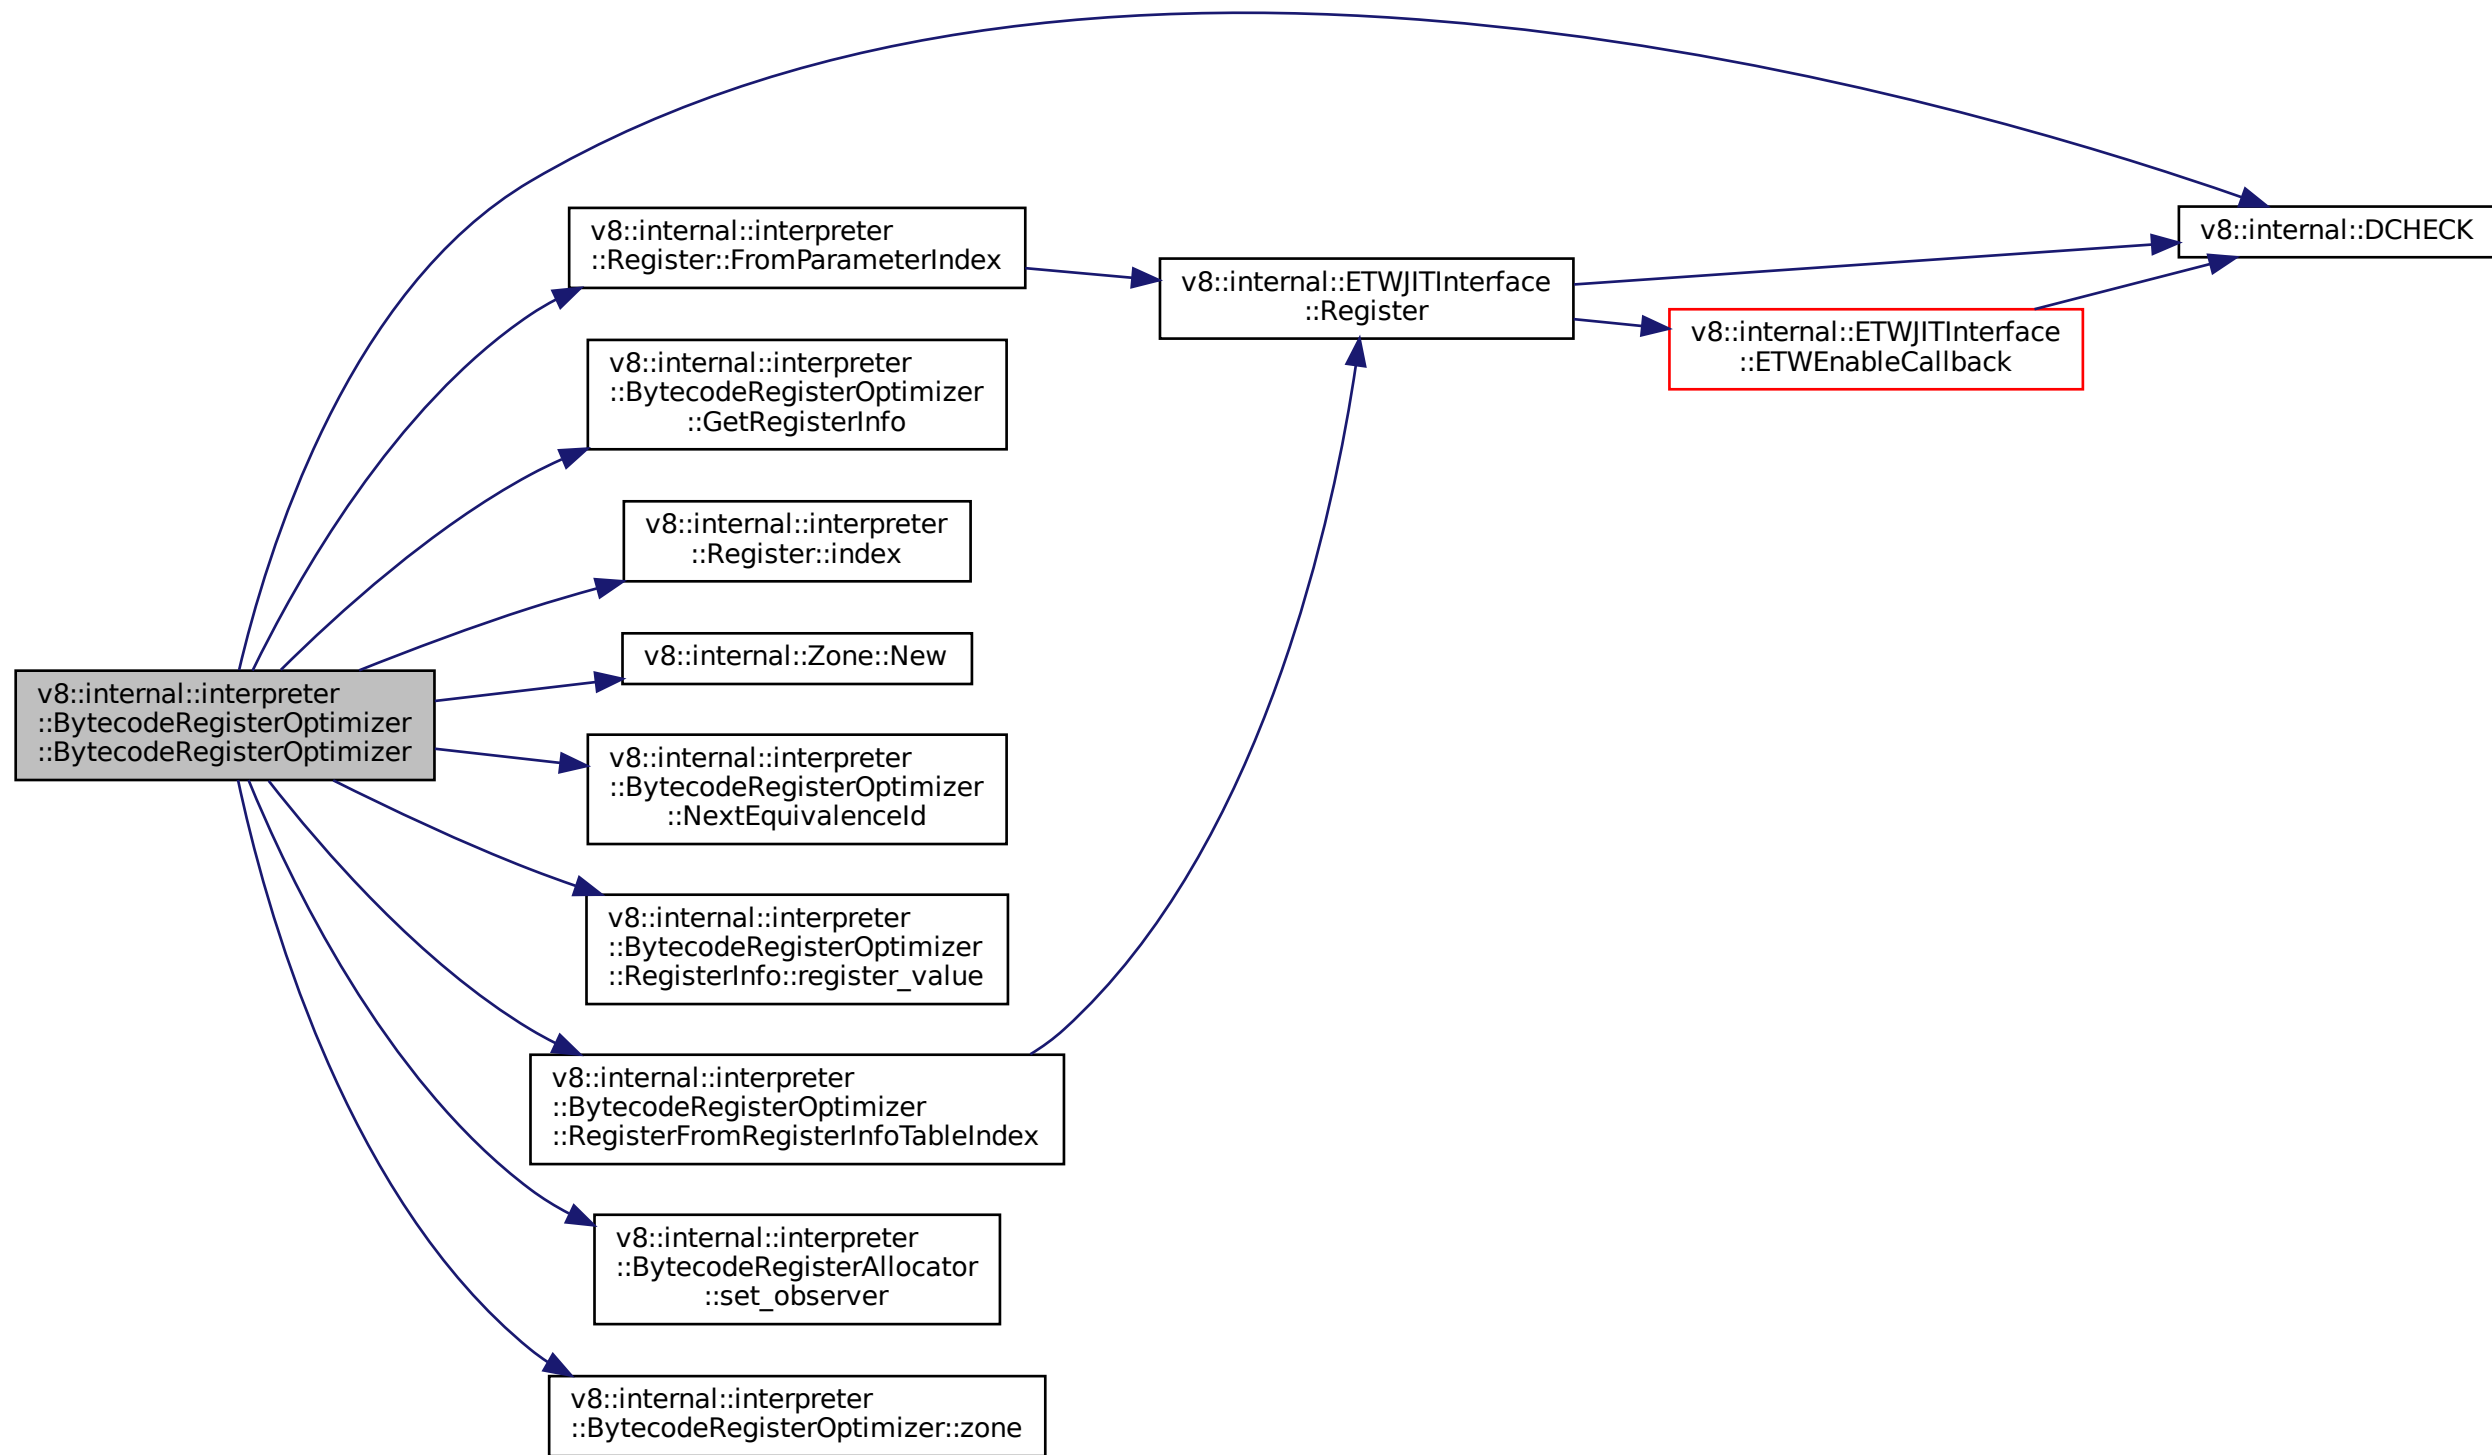 v8::internal::interpreter
::BytecodeRegisterOptimizer
::BytecodeRegisterOptimizer
v8::internal::interpreter
::Register::FromParameterIndex
v8::internal::interpreter
::BytecodeRegisterOptimizer
::GetRegisterInfo
v8::internal::interpreter
::Register::index
v8::internal::Zone::New
v8::internal::interpreter
::BytecodeRegisterOptimizer
::NextEquivalenceId
v8::internal::interpreter
::BytecodeRegisterOptimizer
::RegisterInfo::register_value
v8::internal::interpreter
::BytecodeRegisterOptimizer
::RegisterFromRegisterInfoTableIndex
v8::internal::interpreter
::BytecodeRegisterAllocator
::set_observer
v8::internal::interpreter
::BytecodeRegisterOptimizer::zone
v8::internal::ETWJITInterface
::Register
v8::internal::ETWJITInterface
::ETWEnableCallback
v8::internal::DCHECK